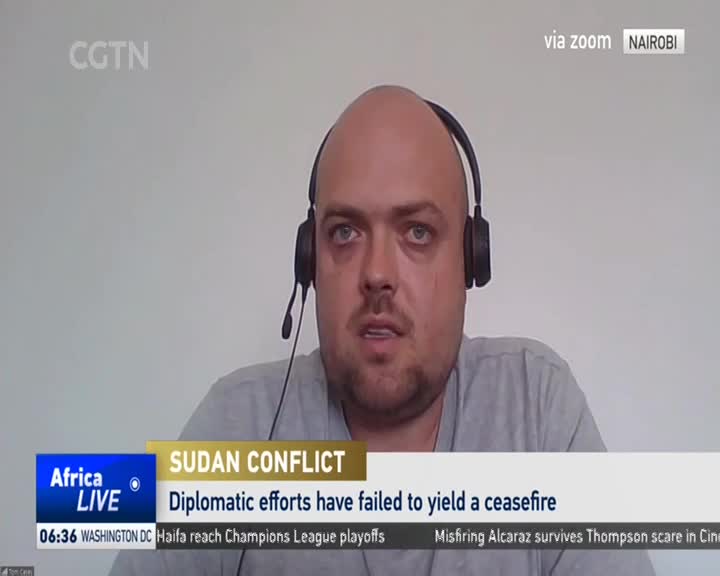 CGTN
via zoom
NAIROBI
SUDAN CONFLICT
Africa
LIVE
Diplomatic efforts have failed to yield a ceasefire
06:36 WASHINGTON DC
Haifa reach Champions League playoffs
Misfiring Alcaraz survives Thompson scare in Cin